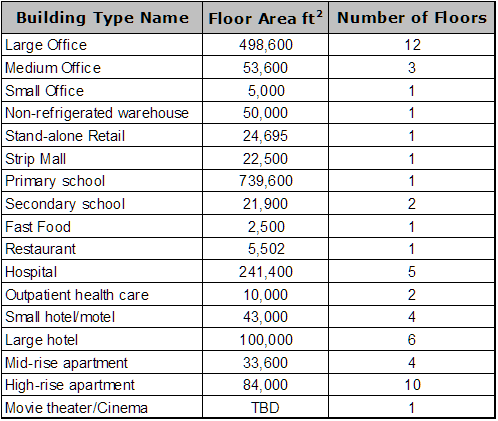 Building Type Name Floor Area ft² Number of Floors
Large Office 498,600 12
Medium Office 53,600 3
Small Office 5,000 1
Non-refrigerated warehouse 50,000 1
Stand-alone Retail 24,695 1
Strip Mall 22,500 1
Primary school 739,600 1
Secondary school 21,900 2
Fast Food 2,500 1
Restaurant 5,502 1
Hospital 241,400 5
Outpatient health care 10,000 2
Small hotel/motel 43,000 4
Large hotel 100,000 6
Mid-rise apartment 33,600 4
High-rise apartment 84,000 10
Movie theater/Cinema TBD 1